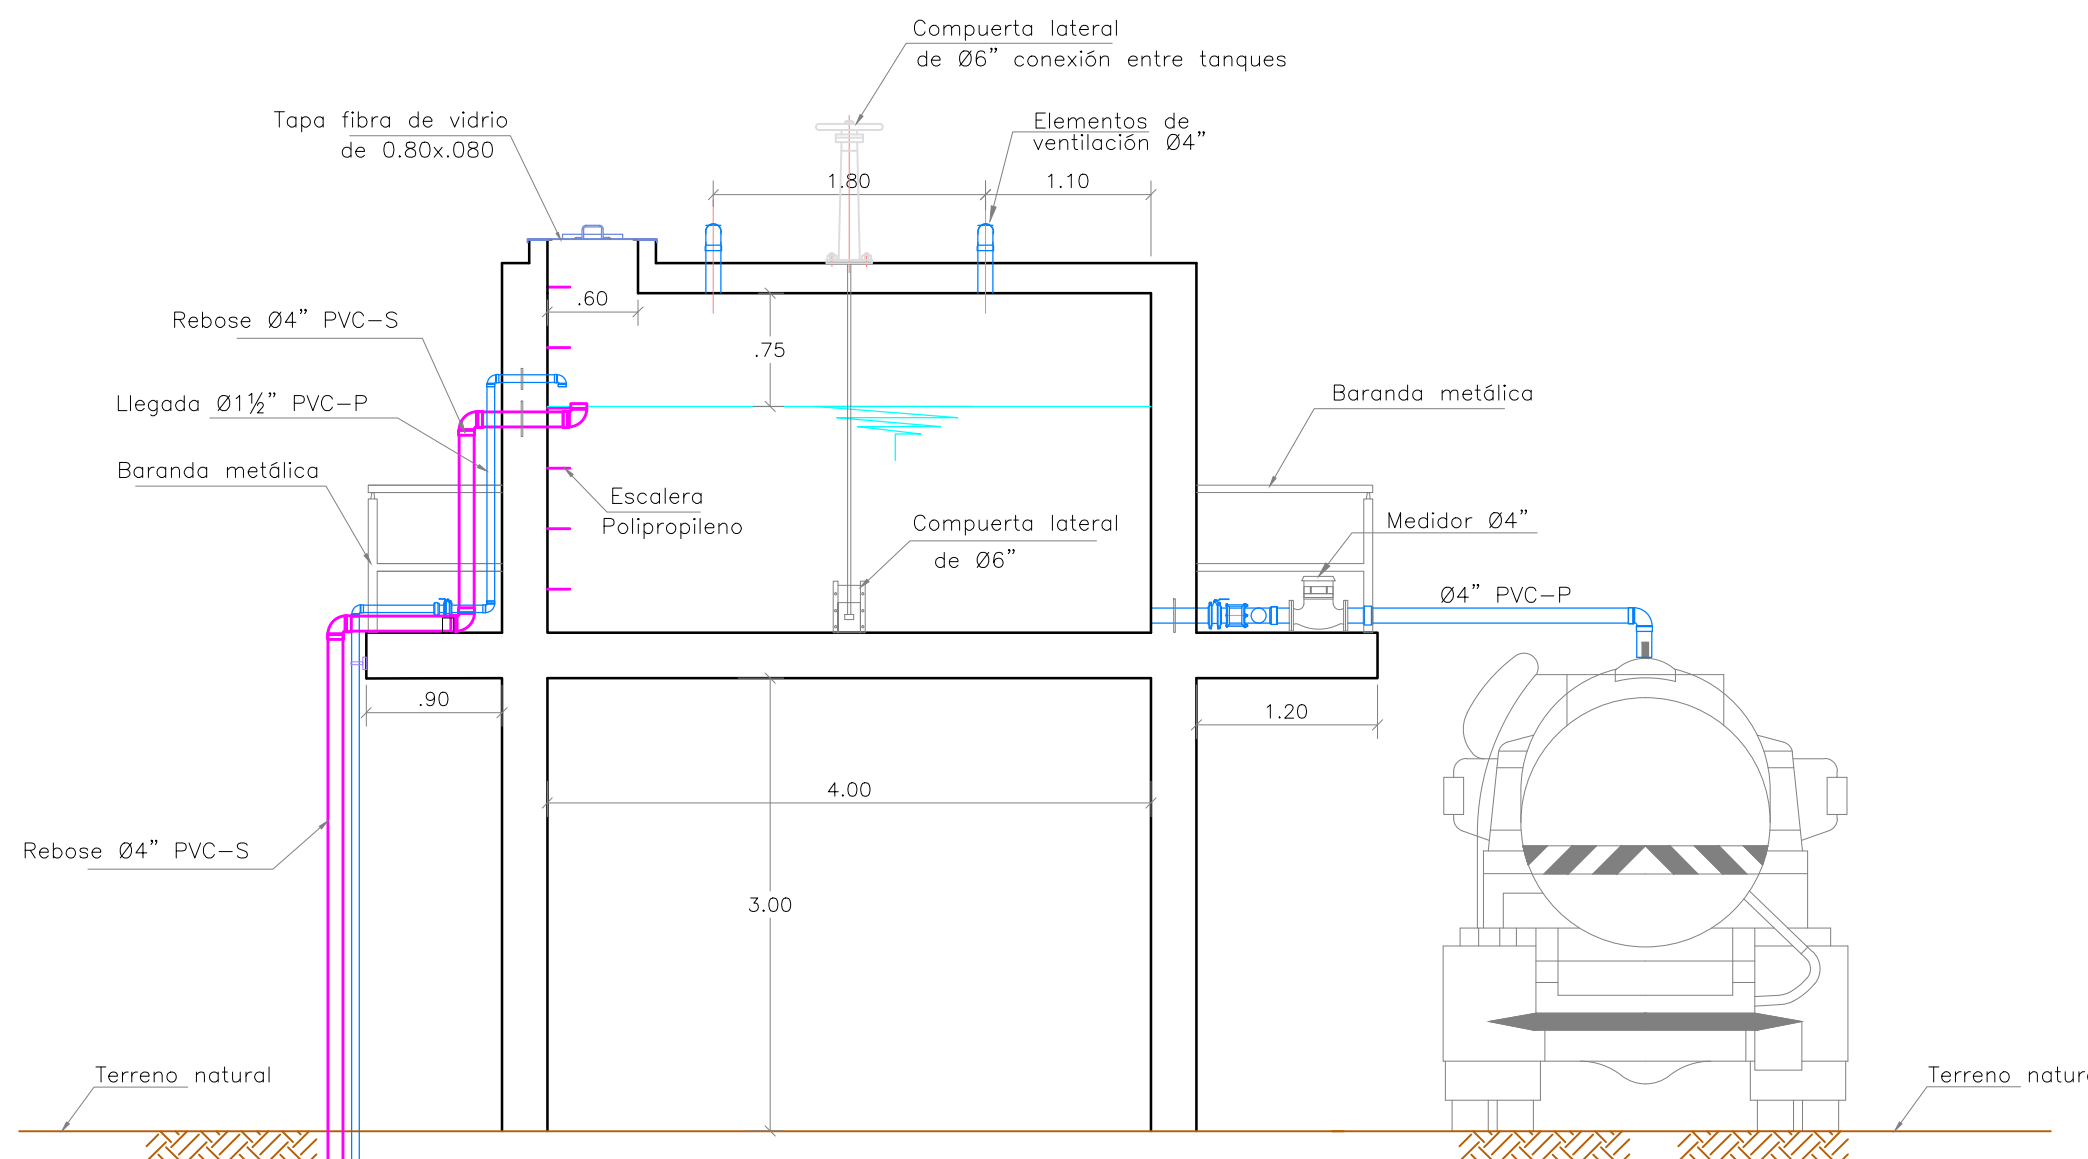 Compuerta lateral
de Ø6” conexión entre tanques
Tapa fibra de vidrio
de 0.80x.080
Elementos de
ventilación Ø4”
1.80
1.10
.60
Rebose Ø4” PVC-S
.75
Llegada Ø1½” PVC-P
Baranda metálica
Baranda metálica
Escalera
Polipropileno
Compuerta lateral
de Ø6”
Medidor Ø4”
Ø4” PVC-P
.90
1.20
4.00
Rebose Ø4” PVC-S
3.00
Terreno natural
Terreno natur